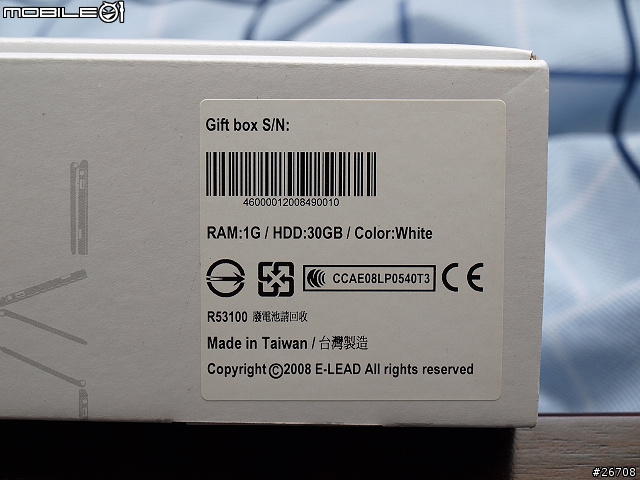 MOBILE01
Gift box S/N:
46000012008490010
RAM:1G / HDD:30GB / Color:White
CCAE08LP0540T3 CE
R53100 廢電池請回收
Made in Taiwan / 台灣製造
Copyright ©2008 E-LEAD All rights reserved
#26708